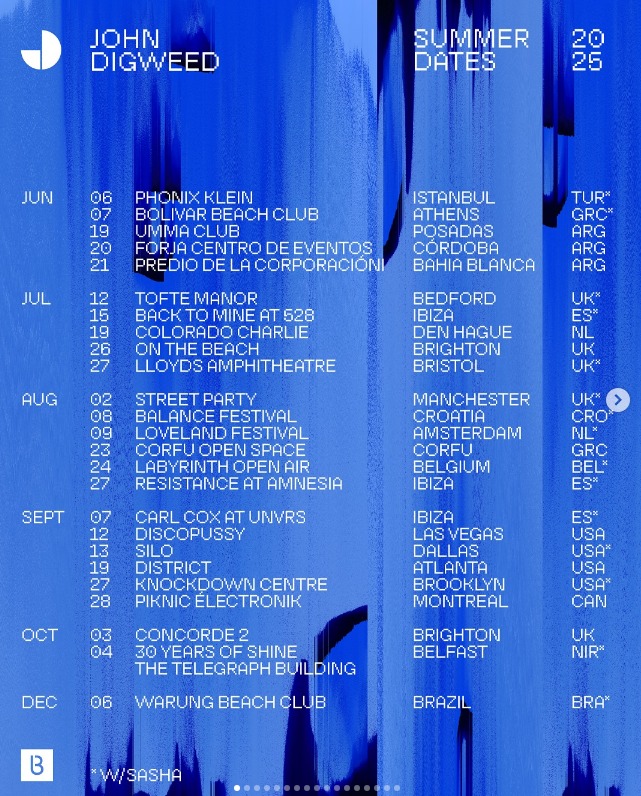 JOHN DIGWEED SUMMER DATES 2025
JUN 06 PHONIX KLEIN ISTANBUL TUR*
07 BOLIVAR BEACH CLUB ATHENS GRC*
19 UMMA CLUB POSADAS ARG
20 FORJA CENTRO DE EVENTOS CÓRDOBA ARG
21 PREDIO DE LA CORPORACIÓNI BAHIA BLANCA ARG
JUL 12 TOFTE MANOR BEDFORD UK*
15 BACK TO MINE AT 528 IBIZA ES*
19 COLORADO CHARLIE DEN HAGUE NL
26 ON THE BEACH BRIGHTON UK
27 LLOYDS AMPHITHEATRE BRISTOL UK*
AUG 02 STREET PARTY MANCHESTER UK*
08 BALANCE FESTIVAL CROATIA CRO*
09 LOVELAND FESTIVAL AMSTERDAM NL*
23 CORFU OPEN SPACE CORFU GRC
24 LABYRINTH OPEN AIR BELGIUM BEL*
27 RESISTANCE AT AMNESIA IBIZA ES*
SEPT 07 CARL COX AT UNVRS IBIZA ES*
12 DISCOPUSSY LAS VEGAS USA
13 SILO DALLAS USA*
19 DISTRICT ATLANTA USA
27 KNOCKDOWN CENTRE BROOKLYN USA*
28 PIKNIC ÉLECTRONIK MONTREAL CAN
OCT 03 CONCORDE 2 BRIGHTON UK
04 30 YEARS OF SHINE BELFAST NIR*
THE TELEGRAPH BUILDING
DEC 06 WARUNG BEACH CLUB BRAZIL BRA*
*W/SASHA